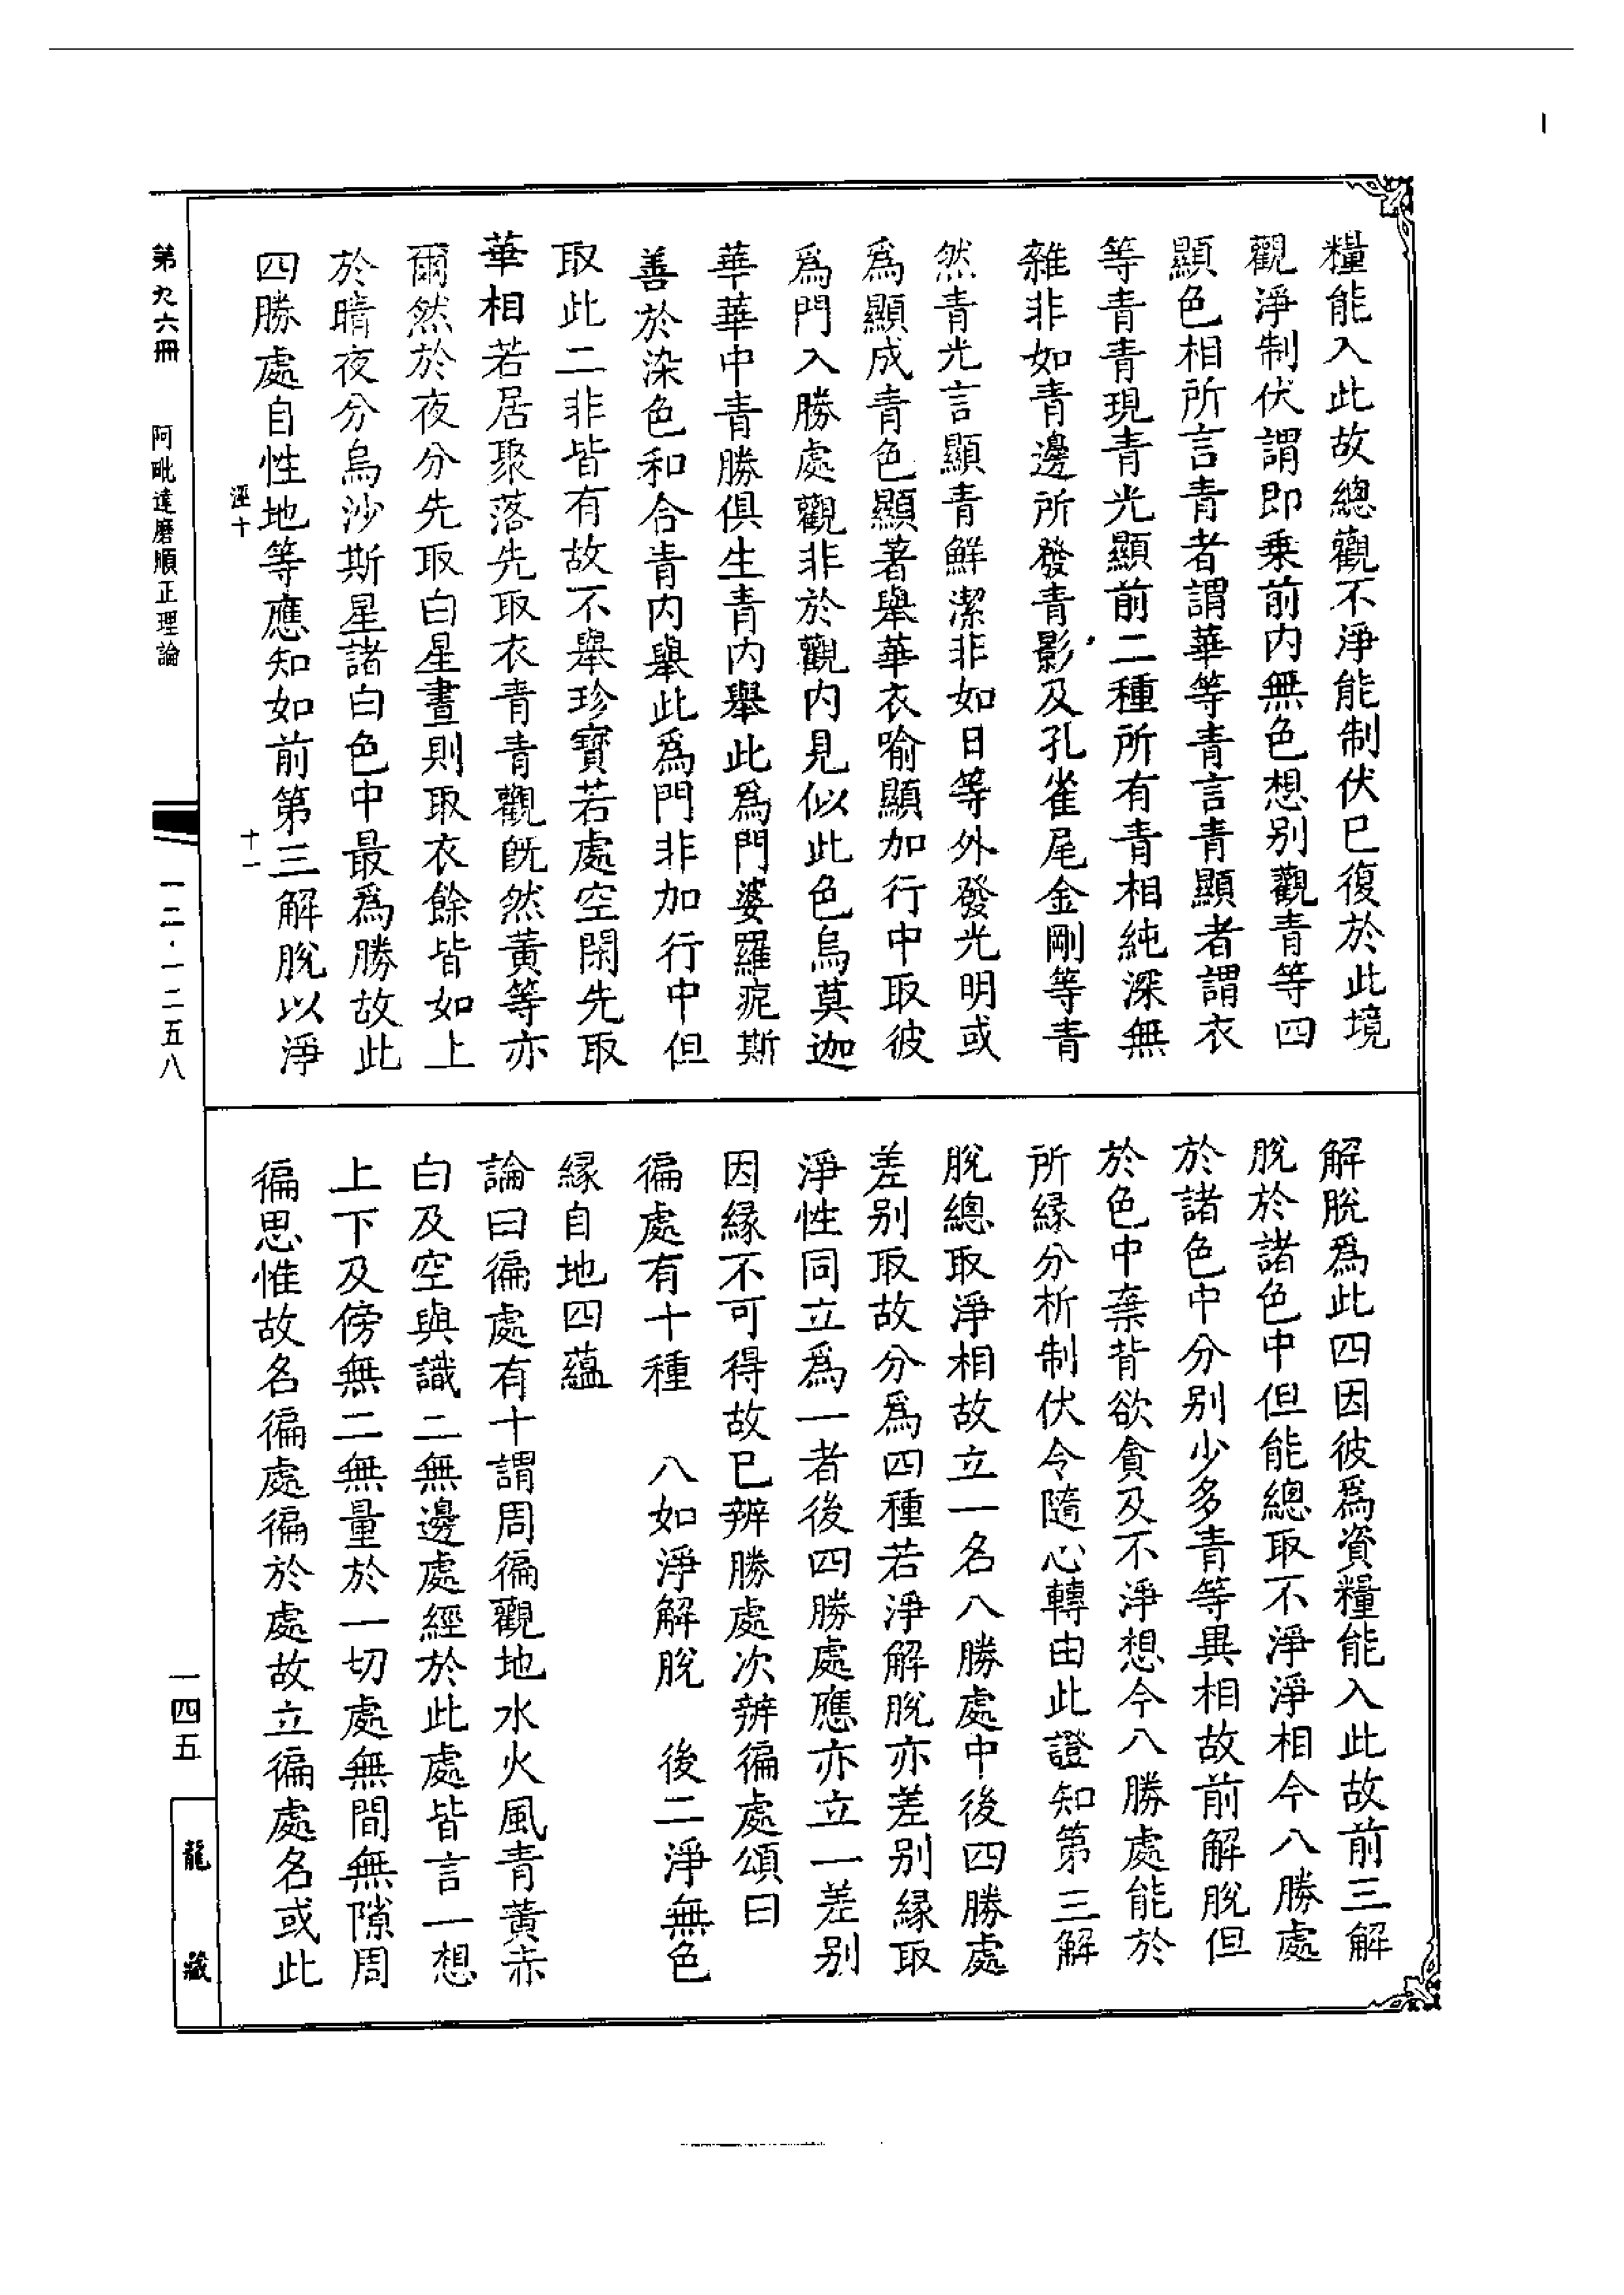 糧能入此故總觀不淨能制伏已復於此境
觀淨制伏謂即乗前内無色想别觀青等四
顯色相所言青者謂華等青言青顯者謂衣
等青青現青光顯前二種所有青相純深無
雜非如青邊所發青影及孔雀尾金剛等青
然青光言顯青鮮潔非如日等外發光明或
爲顯成青色顯著舉華衣喻顯加行中取彼
爲門入勝處觀非於觀内見似此色烏莫迦
華華中青勝俱生青内舉此爲門婆羅痆斯
善於染色和合青内舉此爲門非加行中但
取此二非皆有故不舉珍寶若處空閑先取
華相若居聚落先取衣青青觀既然黃等亦
爾然於夜分先取白星晝則取衣餘皆如上
於晴夜分烏沙斯星諸白色中最爲勝故此
四勝處自性地等應知如前第三解脫以淨
涇十
十一
解脫爲此四因彼爲資糧能入此故前三解
脫於諸色中但能總取不淨淨相今八勝處
於諸色中分别少多青等異相故前解脫但
於色中棄背欲貪及不淨想今八勝處能於
所緣分析制伏令隨心轉由此證知第三解
脫總取淨相故立一名八勝處中後四勝處
差别取故分爲四種若淨解脫亦差别緣取
淨性同立爲一者後四勝處應亦立一差别
因緣不可得故已辨勝處次辨徧處頌曰
徧處有十種　八如淨解脫　後二淨無色
緣自地四蘊
論曰徧處有十謂周徧觀地水火風青黃赤
白及空與識二無邊處經於此處皆言一想
上下及傍無二無量於一切處無間無隙周
徧思惟故名徧處徧於處故立徧處名或此
第九六冊　阿毗達磨順正理論
一二·一二五八
一四五
龍藏